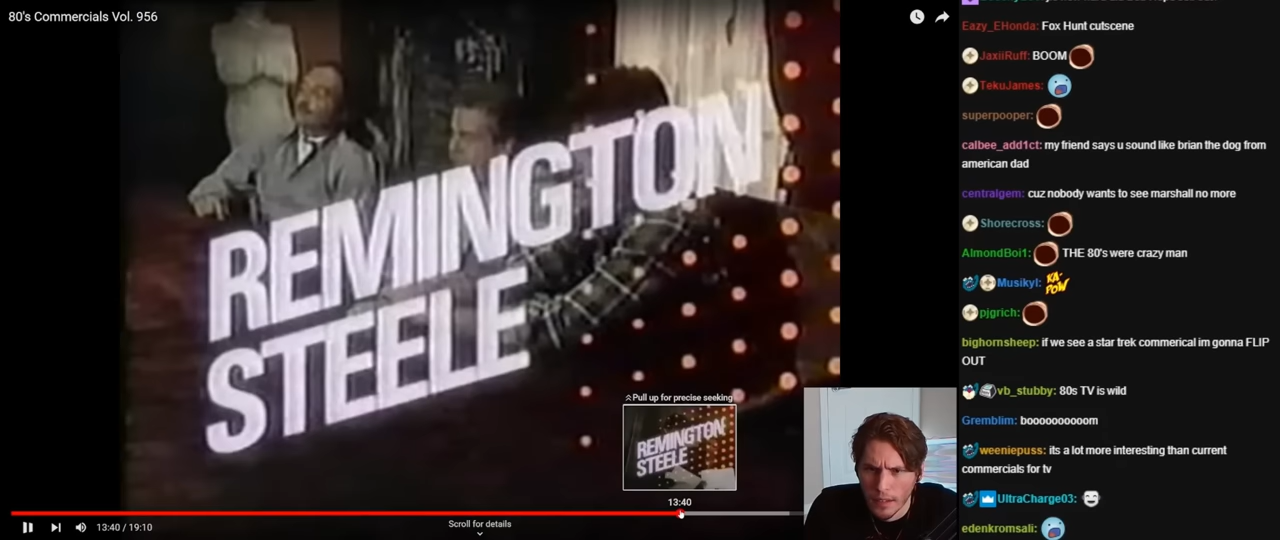 80's Commercials Vol. 956
REMINGTON
STEELE
Pull up for precise seeking
REMINGTON
STEELE
13:40
13:40 / 19:10
Scroll for details
Eazy_EHonda: Fox Hunt cutscene
JaxiiRuff: BOOM
TekuJames:
superpooper:
calbee_add1ct: my friend says u sound like brian the dog from
american dad
centralgem: cuz nobody wants to see marshall no more
Shorecross:
AlmondBoi1: THE 80's were crazy man
Musikyl: KA-
POW
pjgrich:
bighornsheep: if we see a star trek commerical im gonna FLIP
OUT
vb_stubby: 80s TV is wild
Gremblim: boooooooooom
weeniepuss: its a lot more interesting than current
commercials for tv
UltraCharge03:
edenkromsali: